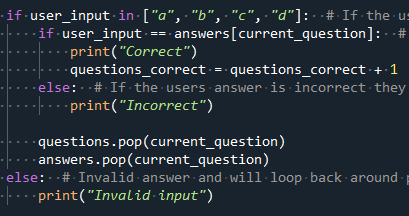 if user_input in ["a", "b", "c", "d"]: # If the us
if user_input == answers[current_question]: #
print("Correct")
questions_correct = questions_correct + 1
else: # If the users answer is incorrect they
print("Incorrect")
questions.pop(current_question)
answers.pop(current_question)
else: # Invalid answer and will loop back around
print("Invalid input")